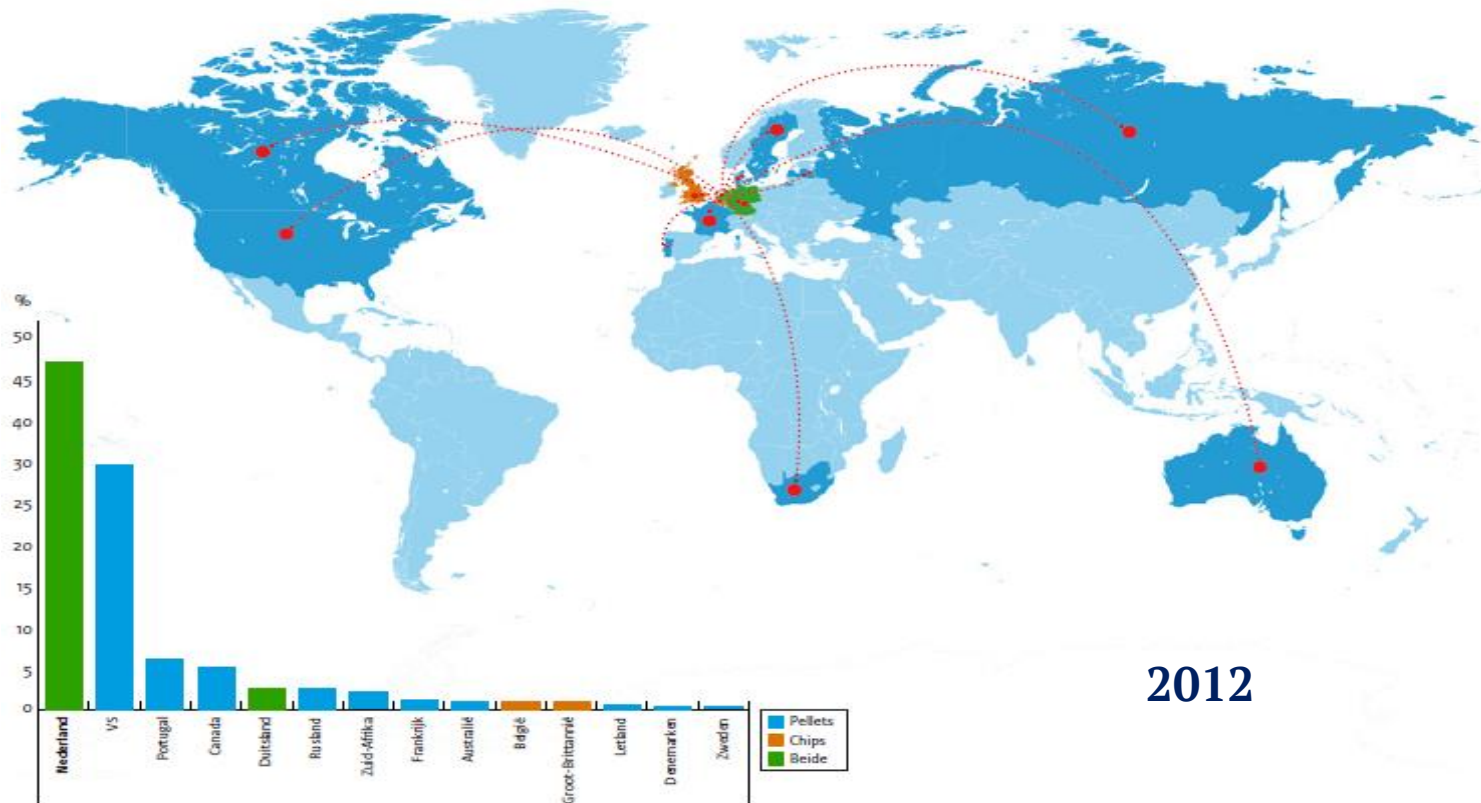 %
50
45
40
30
25
20
15
10
5
0
Nederland
VS
Portugal
Canada
Duitsland
Rusland
Zuid-Afrika
Frankrijk
Australië
België
Groot-Brittannië
Letland
Denemarken
Zweden
Pellets
Chips
Beide
2012